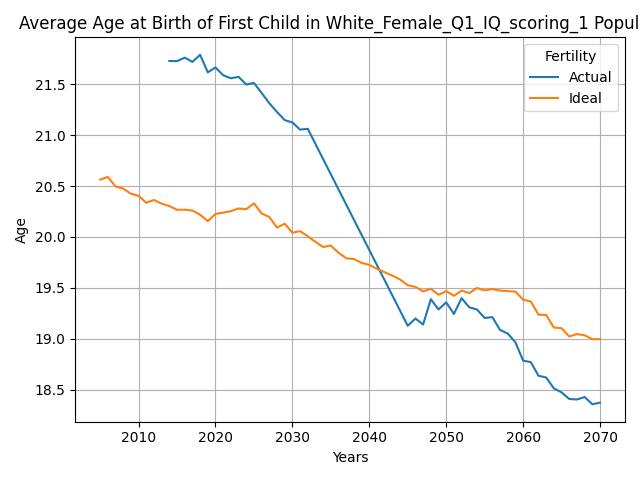 Average Age at Birth of First Child in White_Female_Q1_IQ_scoring_1 Popul
Fertility
Actual
Ideal
Age
21.5
21.0
20.5
20.0
19.5
19.0
18.5
2010 2020 2030 2040 2050 2060 2070
Years